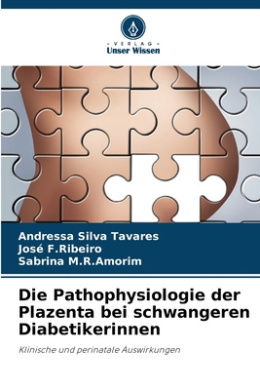 • VERLAG •
Unser Wissen
Andressa Silva Tavares
José F.Ribeiro
Sabrina M.R.Amorim
Die Pathophysiologie der
Plazenta bei schwangeren
Diabetikerinnen
Klinische und perinatale Auswirkungen